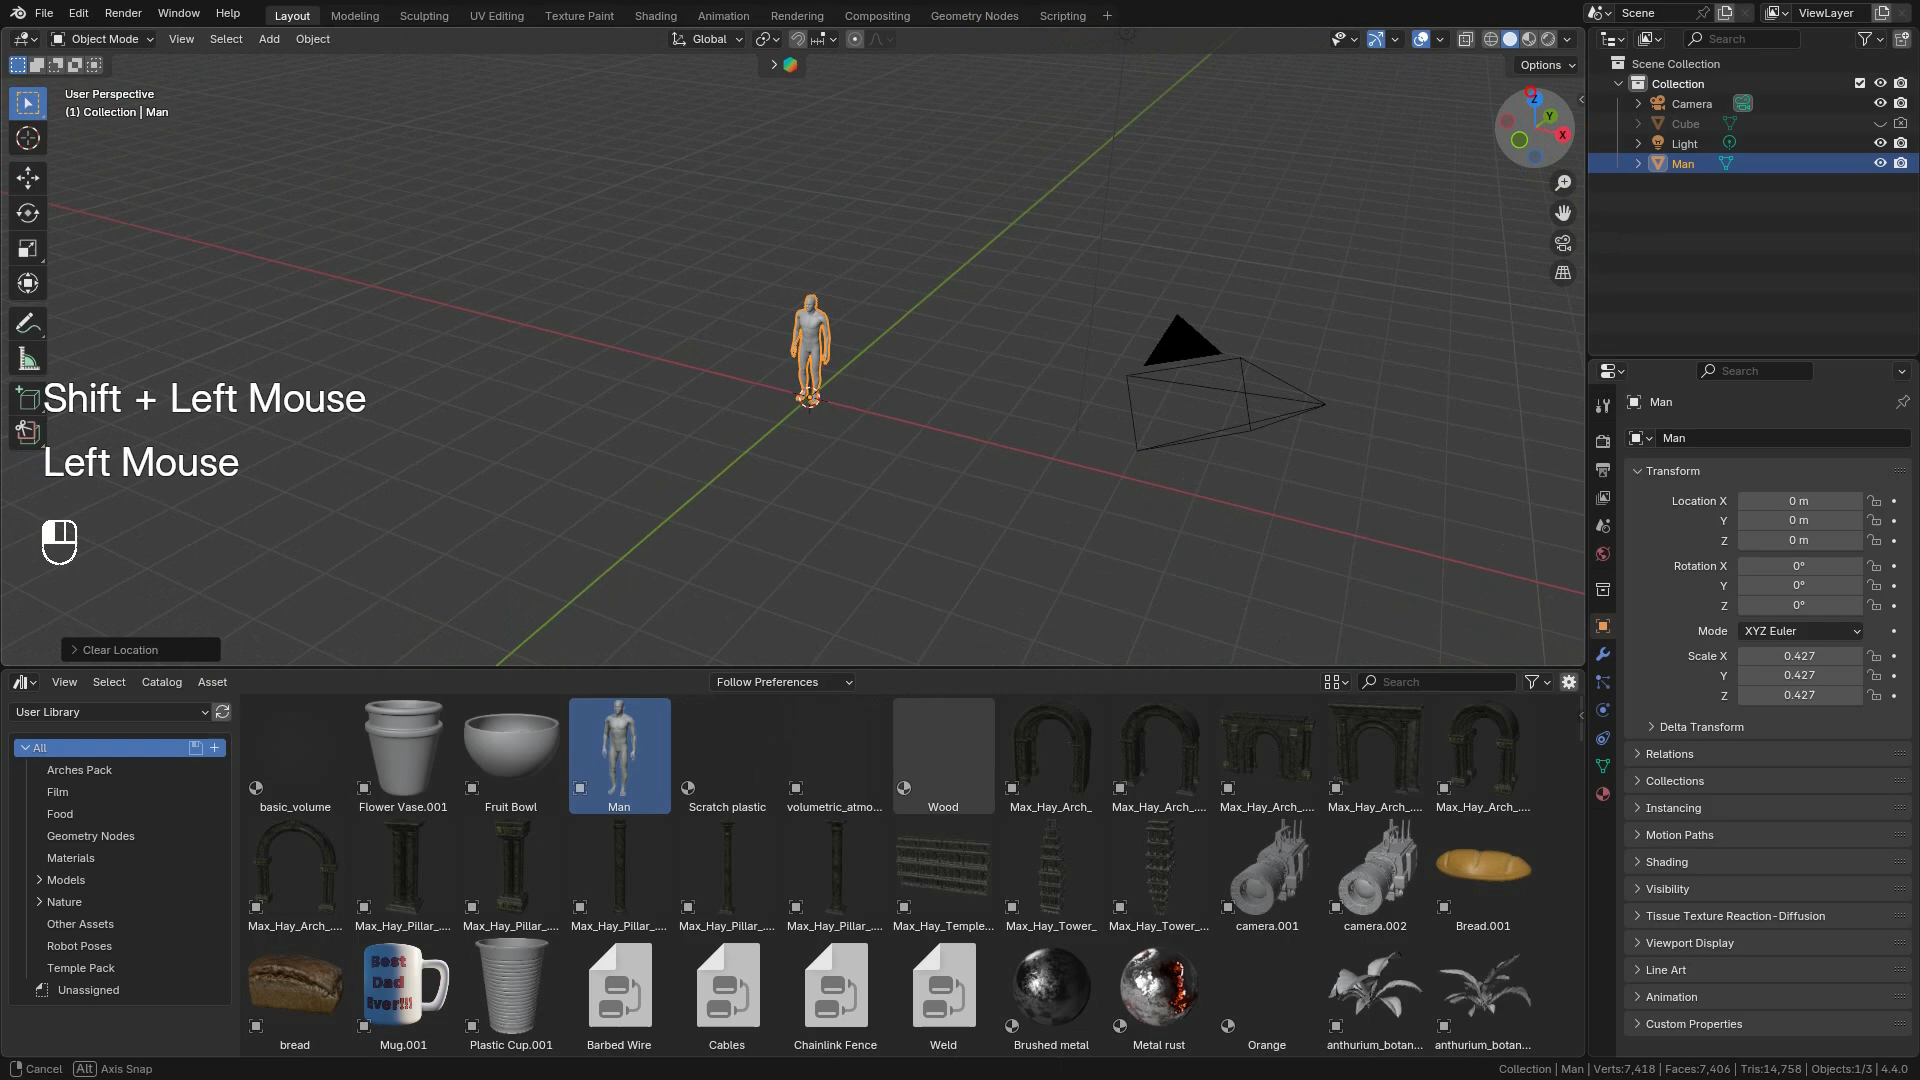 File Edit Render Window Help Layout Modeling Sculpting UV Editing Texture Paint Shading Animation Rendering Compositing Geometry Nodes Scripting + Scene ViewLayer
Object Mode View Select Add Object Global Search
Options
User Perspective
(1) Collection | Man
Z
Y
X
Scene Collection
Collection
Camera
Cube
Light
Man
Shift + Left Mouse
Left Mouse
Clear Location
Search
Man
Man
Transform
Location X 0 m
Y 0 m
Z 0 m
Rotation X 0°
Y 0°
Z 0°
Mode XYZ Euler
Scale X 0.427
Y 0.427
Z 0.427
Delta Transform
Relations
Collections
Instancing
Motion Paths
Shading
Visibility
Tissue Texture Reaction-Diffusion
Viewport Display
Line Art
Animation
Custom Properties
View Select Catalog Asset Follow Preferences Search
User Library
All
Arches Pack
Film
Food
Geometry Nodes
Materials
Models
Nature
Other Assets
Robot Poses
Temple Pack
Unassigned
basic_volume Flower Vase.001 Fruit Bowl Man Scratch plastic volumetric_atmo... Wood Max_Hay_Arch_ Max_Hay_Arch_.... Max_Hay_Arch_.... Max_Hay_Arch_.... Max_Hay_Arch_....
Max_Hay_Arch_.... Max_Hay_Pillar_.... Max_Hay_Pillar_.... Max_Hay_Pillar_.... Max_Hay_Pillar_.... Max_Hay_Pillar_.... Max_Hay_Temple... Max_Hay_Tower_ Max_Hay_Tower_... camera.001 camera.002 Bread.001
Best
Dad
Ever!!!
bread Mug.001 Plastic Cup.001 Barbed Wire Cables Chainlink Fence Weld Brushed metal Metal rust Orange anthurium_botan... anthurium_botan...
Cancel Alt Axis Snap Collection | Man | Verts:7,418 | Faces:7,406 | Tris:14,758 | Objects:1/3 | 4.4.0